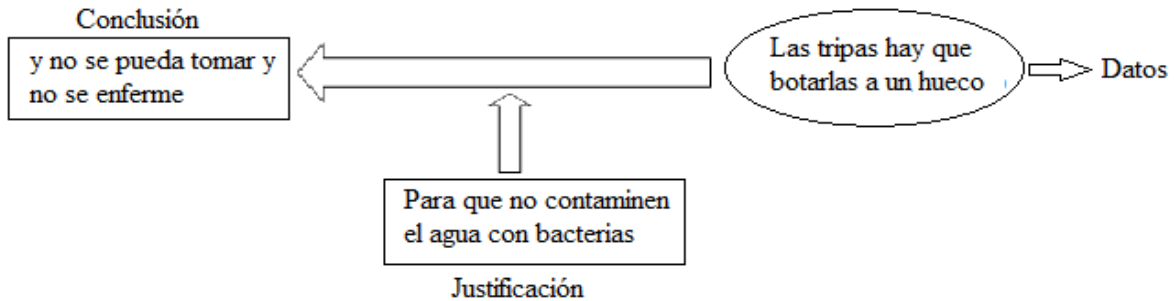 Conclusión
y no se pueda tomar y
no se enferme
Las tripas hay que
botarlas a un hueco
Datos
Para que no contaminen
el agua con bacterias
Justificación